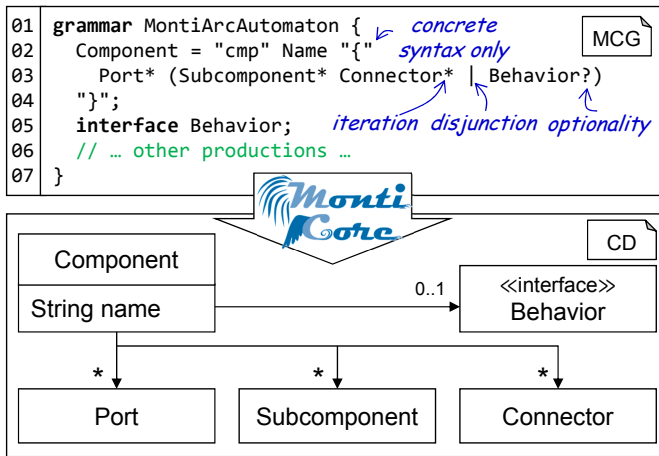 01 grammar MontiArcAutomaton { concrete
02 Component = "cmp" Name "{" syntax only
03 Port* (Subcomponent* Connector* | Behavior?)
04 "}";
05 interface Behavior; iteration disjunction optionality
06 // … other productions …
07 }
MCG
Monti
Core
CD
Component
String name
0..1
≪interface≫
Behavior
* * *
Port Subcomponent Connector